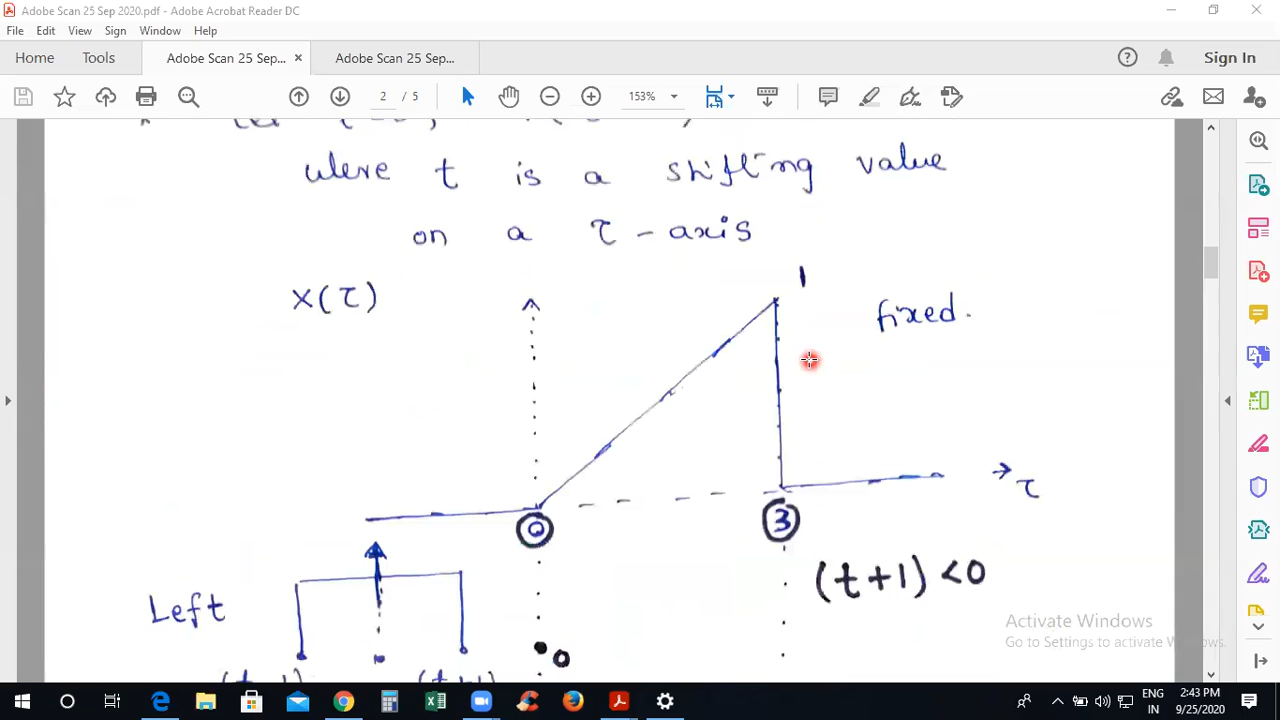 Adobe Scan 25 Sep 2020.pdf - Adobe Acrobat Reader DC
File Edit View Sign Window Help
Home Tools Adobe Scan 25 Sep... × Adobe Scan 25 Sep... Sign In
2 / 5 153%
where t is a shifting value
on a τ-axis
x(τ)
1
fixed.
τ
0
3
(t+1) <0
Left
0
(t-1) (t+1)
Activate Windows
Go to Settings to activate Windows.
ENG
IN
2:43 PM
9/25/2020